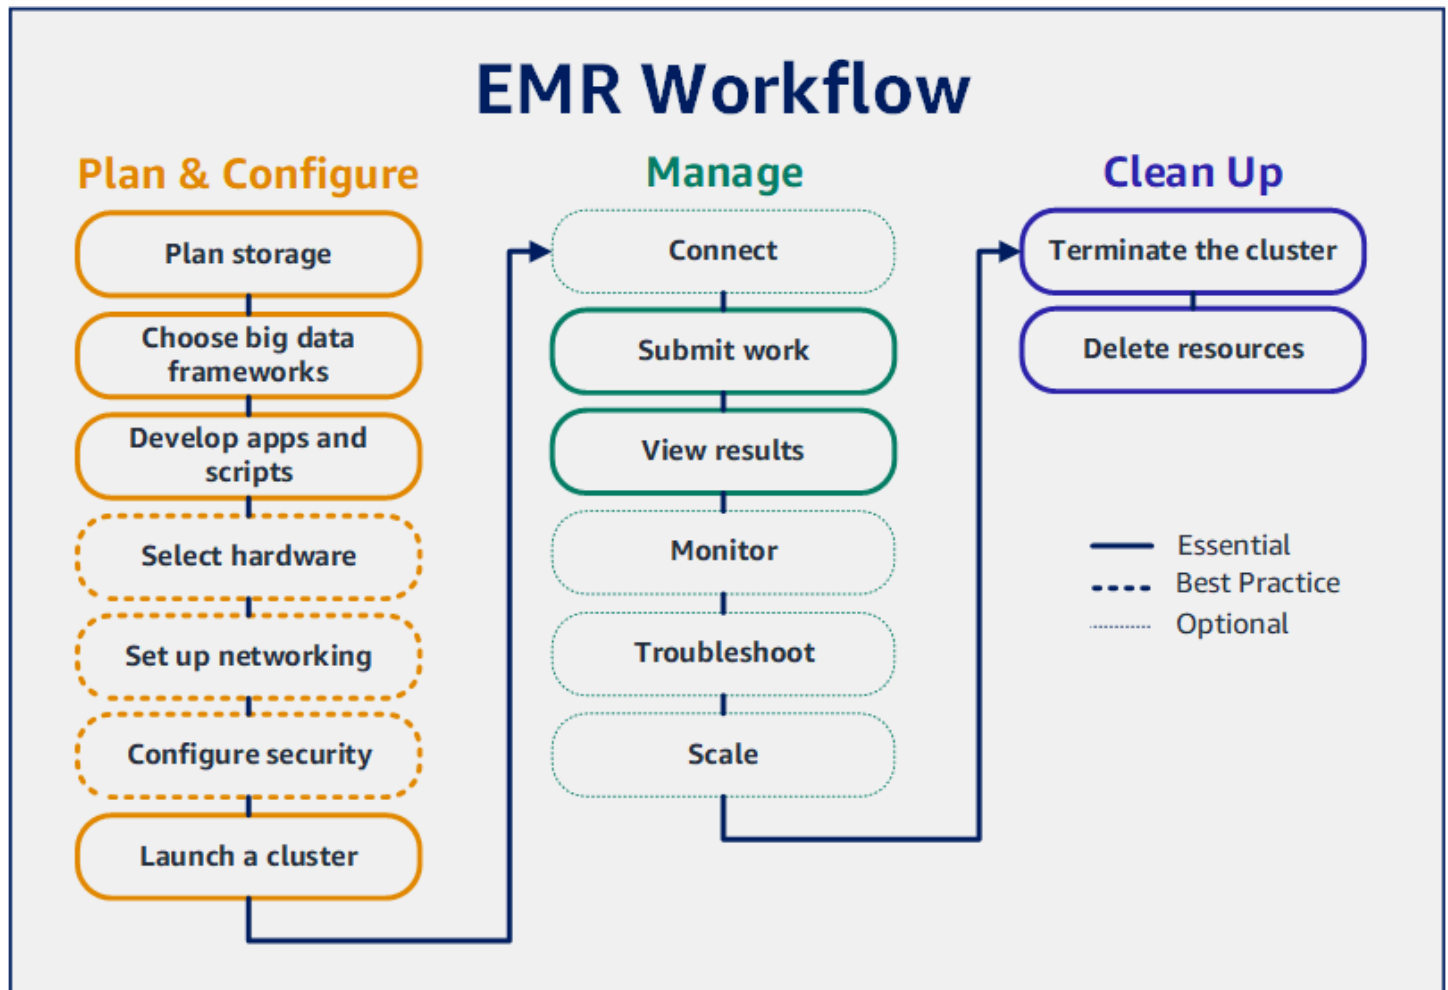 EMR Workflow
Plan & Configure
Plan storage
Choose big data
frameworks
Develop apps and
scripts
Select hardware
Set up networking
Configure security
Launch a cluster
Manage
Connect
Submit work
View results
Monitor
Troubleshoot
Scale
Clean Up
Terminate the cluster
Delete resources
Essential
Best Practice
Optional